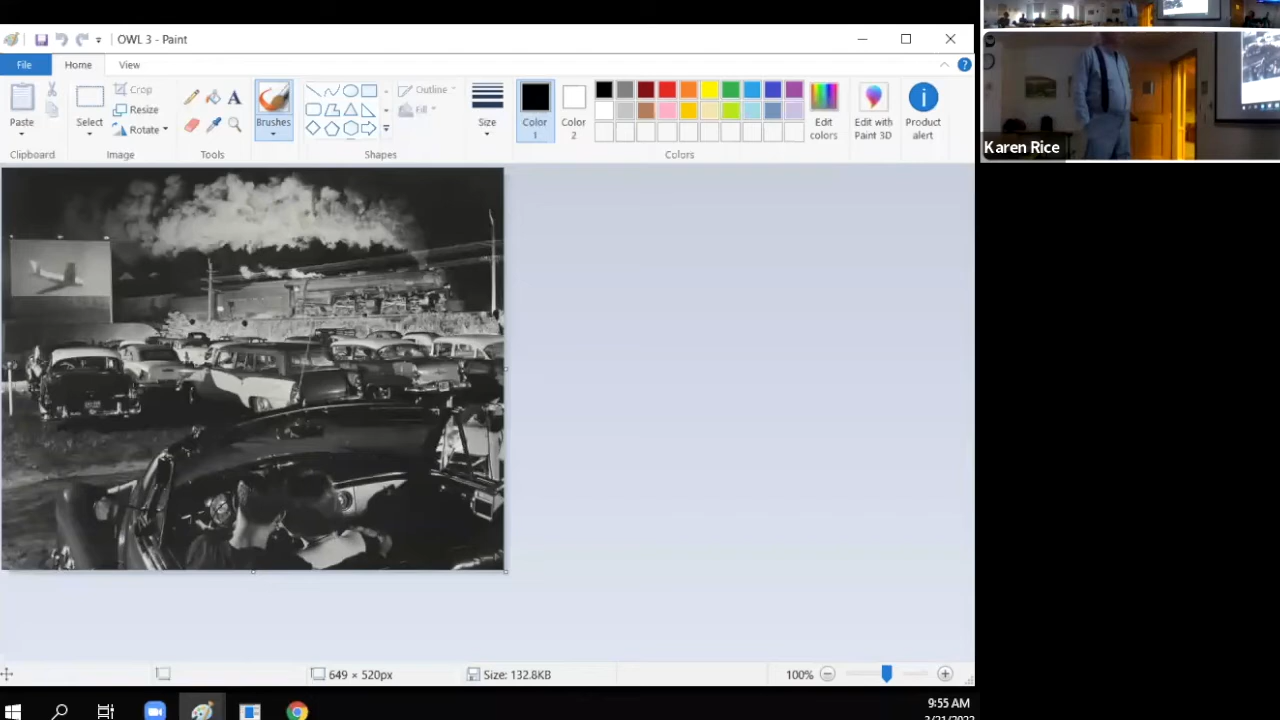 OWL 3 - Paint
File
Home
View
Paste
Clipboard
Select
Crop
Resize
Rotate
Image
A
Tools
Brushes
Outline
Fill
Shapes
Size
Color
1
Color
2
Edit
colors
Colors
Edit with
Paint 3D
Product
alert
Karen Rice
649 × 520px
Size: 132.8KB
100%
9:55 AM